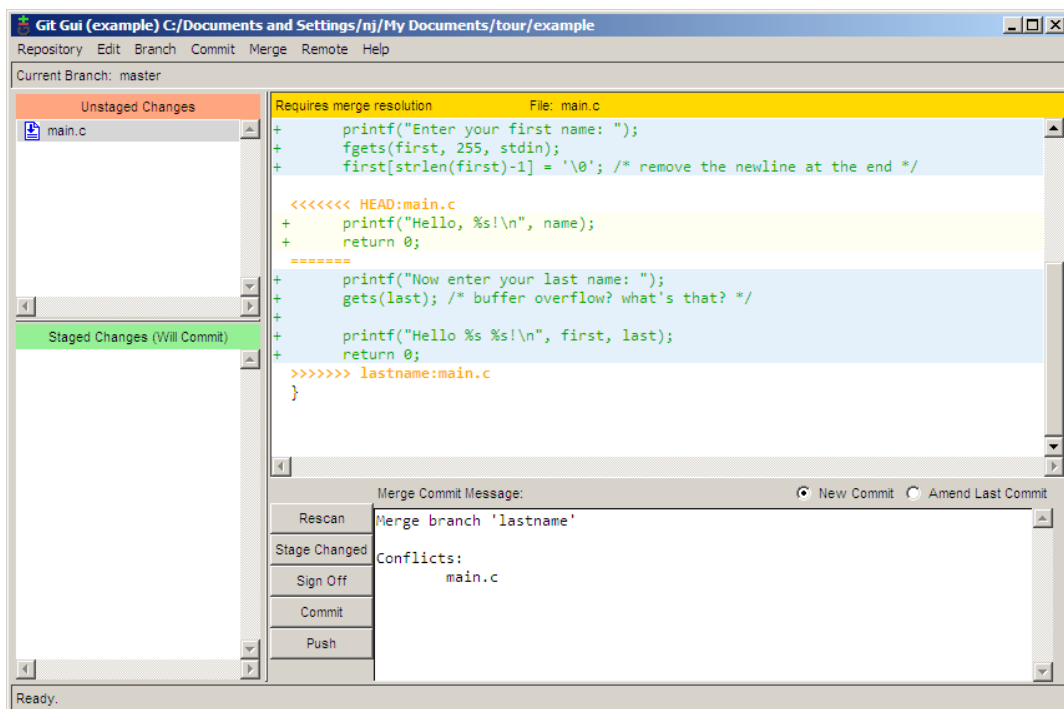 Git Gui (example) C:/Documents and Settings/nj/My Documents/tour/example
Repository Edit Branch Commit Merge Remote Help
Current Branch: master
Unstaged Changes
main.c
Staged Changes (Will Commit)
Requires merge resolution File: main.c
+ printf("Enter your first name: ");
+ fgets(first, 255, stdin);
+ first[strlen(first)-1] = '\0'; /* remove the newline at the end */
<<<<<<< HEAD:main.c
+ printf("Hello, %s!\n", name);
+ return 0;
=======
+ printf("Now enter your last name: ");
+ gets(last); /* buffer overflow? what's that? */
+
+ printf("Hello %s %s!\n", first, last);
+ return 0;
>>>>>>> lastname:main.c
}
Merge Commit Message:
New Commit
Amend Last Commit
Rescan
Stage Changed
Sign Off
Commit
Push
Merge branch 'lastname'
Conflicts:
main.c
Ready.